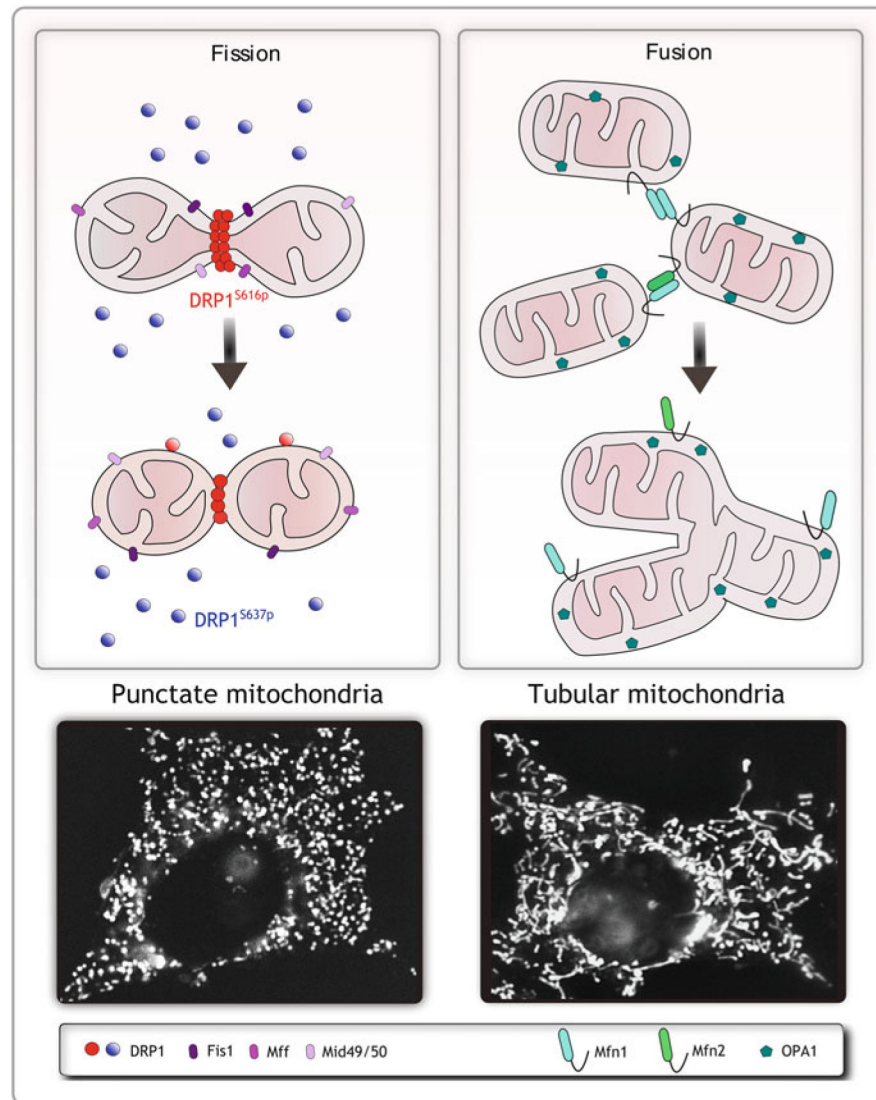 Fission
Fusion
DRP1S616p
DRP1S637p
Punctate mitochondria
Tubular mitochondria
DRP1 Fis1 Mff Mid49/50 Mfn1 Mfn2 OPA1